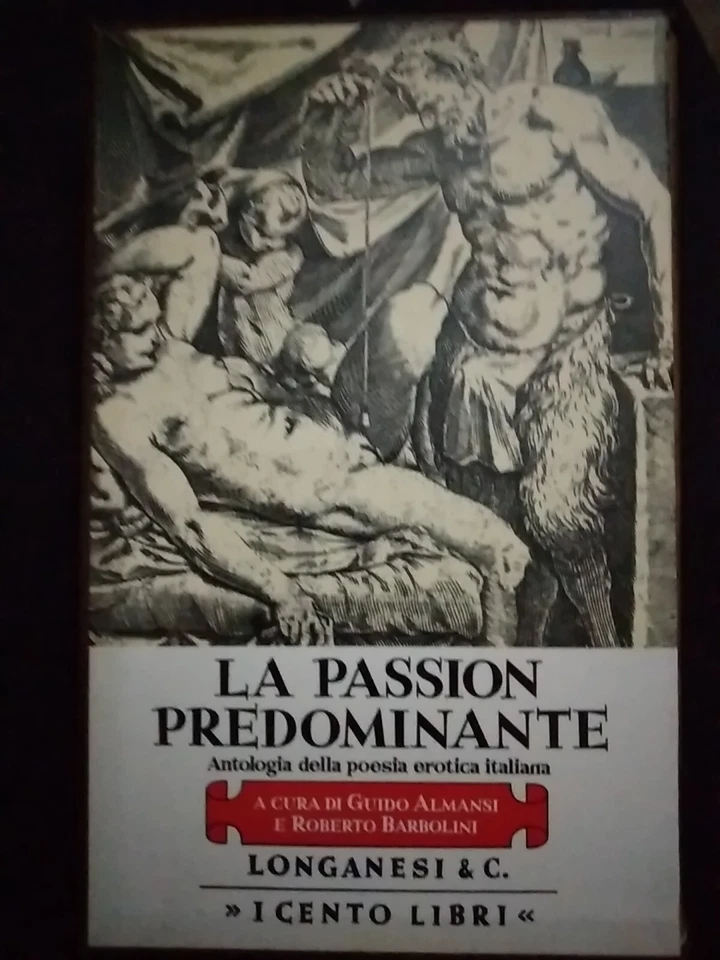 LA PASSION
PREDOMINANTE
Antologia della poesia erotica italiana
A CURA DI GUIDO ALMANSI
E ROBERTO BARBOLINI
LONGANESI & C.
» I CENTO LIBRI «